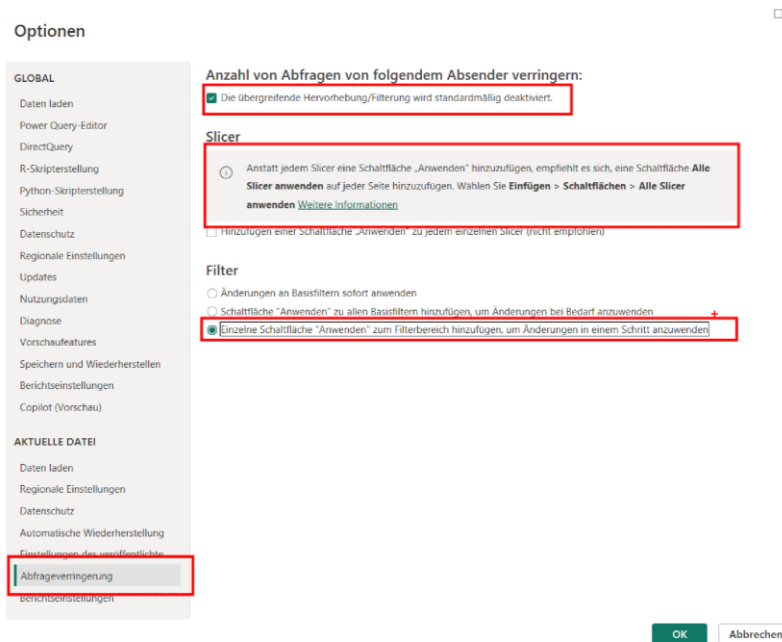 Optionen
GLOBAL
Daten laden
Power Query-Editor
DirectQuery
R-Skripterstellung
Python-Skripterstellung
Sicherheit
Datenschutz
Regionale Einstellungen
Updates
Nutzungsdaten
Diagnose
Vorschaufeatures
Speichern und Wiederherstellen
Berichtseinstellungen
Copilot (Vorschau)
AKTUELLE DATEI
Daten laden
Regionale Einstellungen
Datenschutz
Automatische Wiederherstellung
Einstellungen des veröffentlichte
Abfrageverringerung
Berichtseinstellungen
Anzahl von Abfragen von folgendem Absender verringern:
Die übergreifende Hervorhebung/Filterung wird standardmäßig deaktiviert.
Slicer
Anstatt jedem Slicer eine Schaltfläche „Anwenden" hinzuzufügen, empfiehlt es sich, eine Schaltfläche Alle
Slicer anwenden auf jeder Seite hinzuzufügen. Wählen Sie Einfügen > Schaltflächen > Alle Slicer
anwenden Weitere Informationen
Hinzufügen einer Schaltfläche „Anwenden" zu jedem einzelnen Slicer (nicht empfohlen)
Filter
Änderungen an Basisfiltern sofort anwenden
Schaltfläche "Anwenden" zu allen Basisfiltern hinzufügen, um Änderungen bei Bedarf anzuwenden
Einzelne Schaltfläche "Anwenden" zum Filterbereich hinzufügen, um Änderungen in einem Schritt anzuwenden
OK
Abbrechen